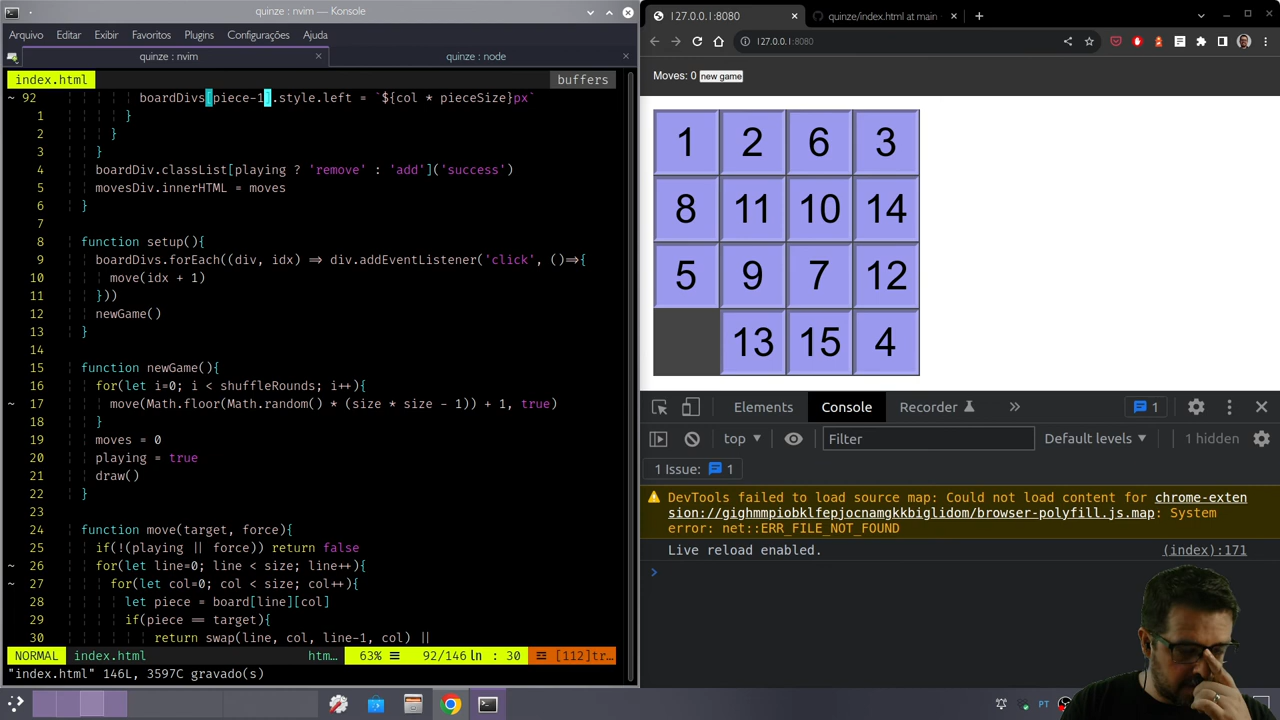 quinze : nvim — Konsole
Arquivo Editar Exibir Favoritos Plugins Configurações Ajuda
quinze : nvim
quinze : node
index.html
buffers
~ 92 boardDivs[piece-1].style.left = `${col * pieceSize}px`
1 }
2 }
3 }
4 boardDiv.classList[playing ? 'remove' : 'add']('success')
5 movesDiv.innerHTML = moves
6 }
7
8 function setup(){
9 boardDivs.forEach((div, idx) => div.addEventListener('click', ()=>{
10 move(idx + 1)
11 }))
12 newGame()
13 }
14
15 function newGame(){
16 for(let i=0; i < shuffleRounds; i++){
~ 17 move(Math.floor(Math.random() * (size * size - 1)) + 1, true)
18 }
19 moves = 0
20 playing = true
21 draw()
22 }
23
24 function move(target, force){
25 if(!(playing || force)) return false
~ 26 for(let line=0; line < size; line++){
~ 27 for(let col=0; col < size; col++){
28 let piece = board[line][col]
29 if(piece == target){
30 return swap(line, col, line-1, col) ||
NORMAL index.html htm… 63% 92/146 ln : 30 [112]tr…
"index.html" 146L, 3597C gravado(s)
127.0.0.1:8080
quinze/index.html at main
127.0.0.1:8080
Moves: 0 new game
1 2 6 3
8 11 10 14
5 9 7 12
13 15 4
Elements Console Recorder 1
top Filter Default levels 1 hidden
1 Issue: 1
DevTools failed to load source map: Could not load content for chrome-exten
sion://gighmmpiobklfepjocnamgkkbiglidom/browser-polyfill.js.map: System
error: net::ERR_FILE_NOT_FOUND
Live reload enabled. (index):171
PT